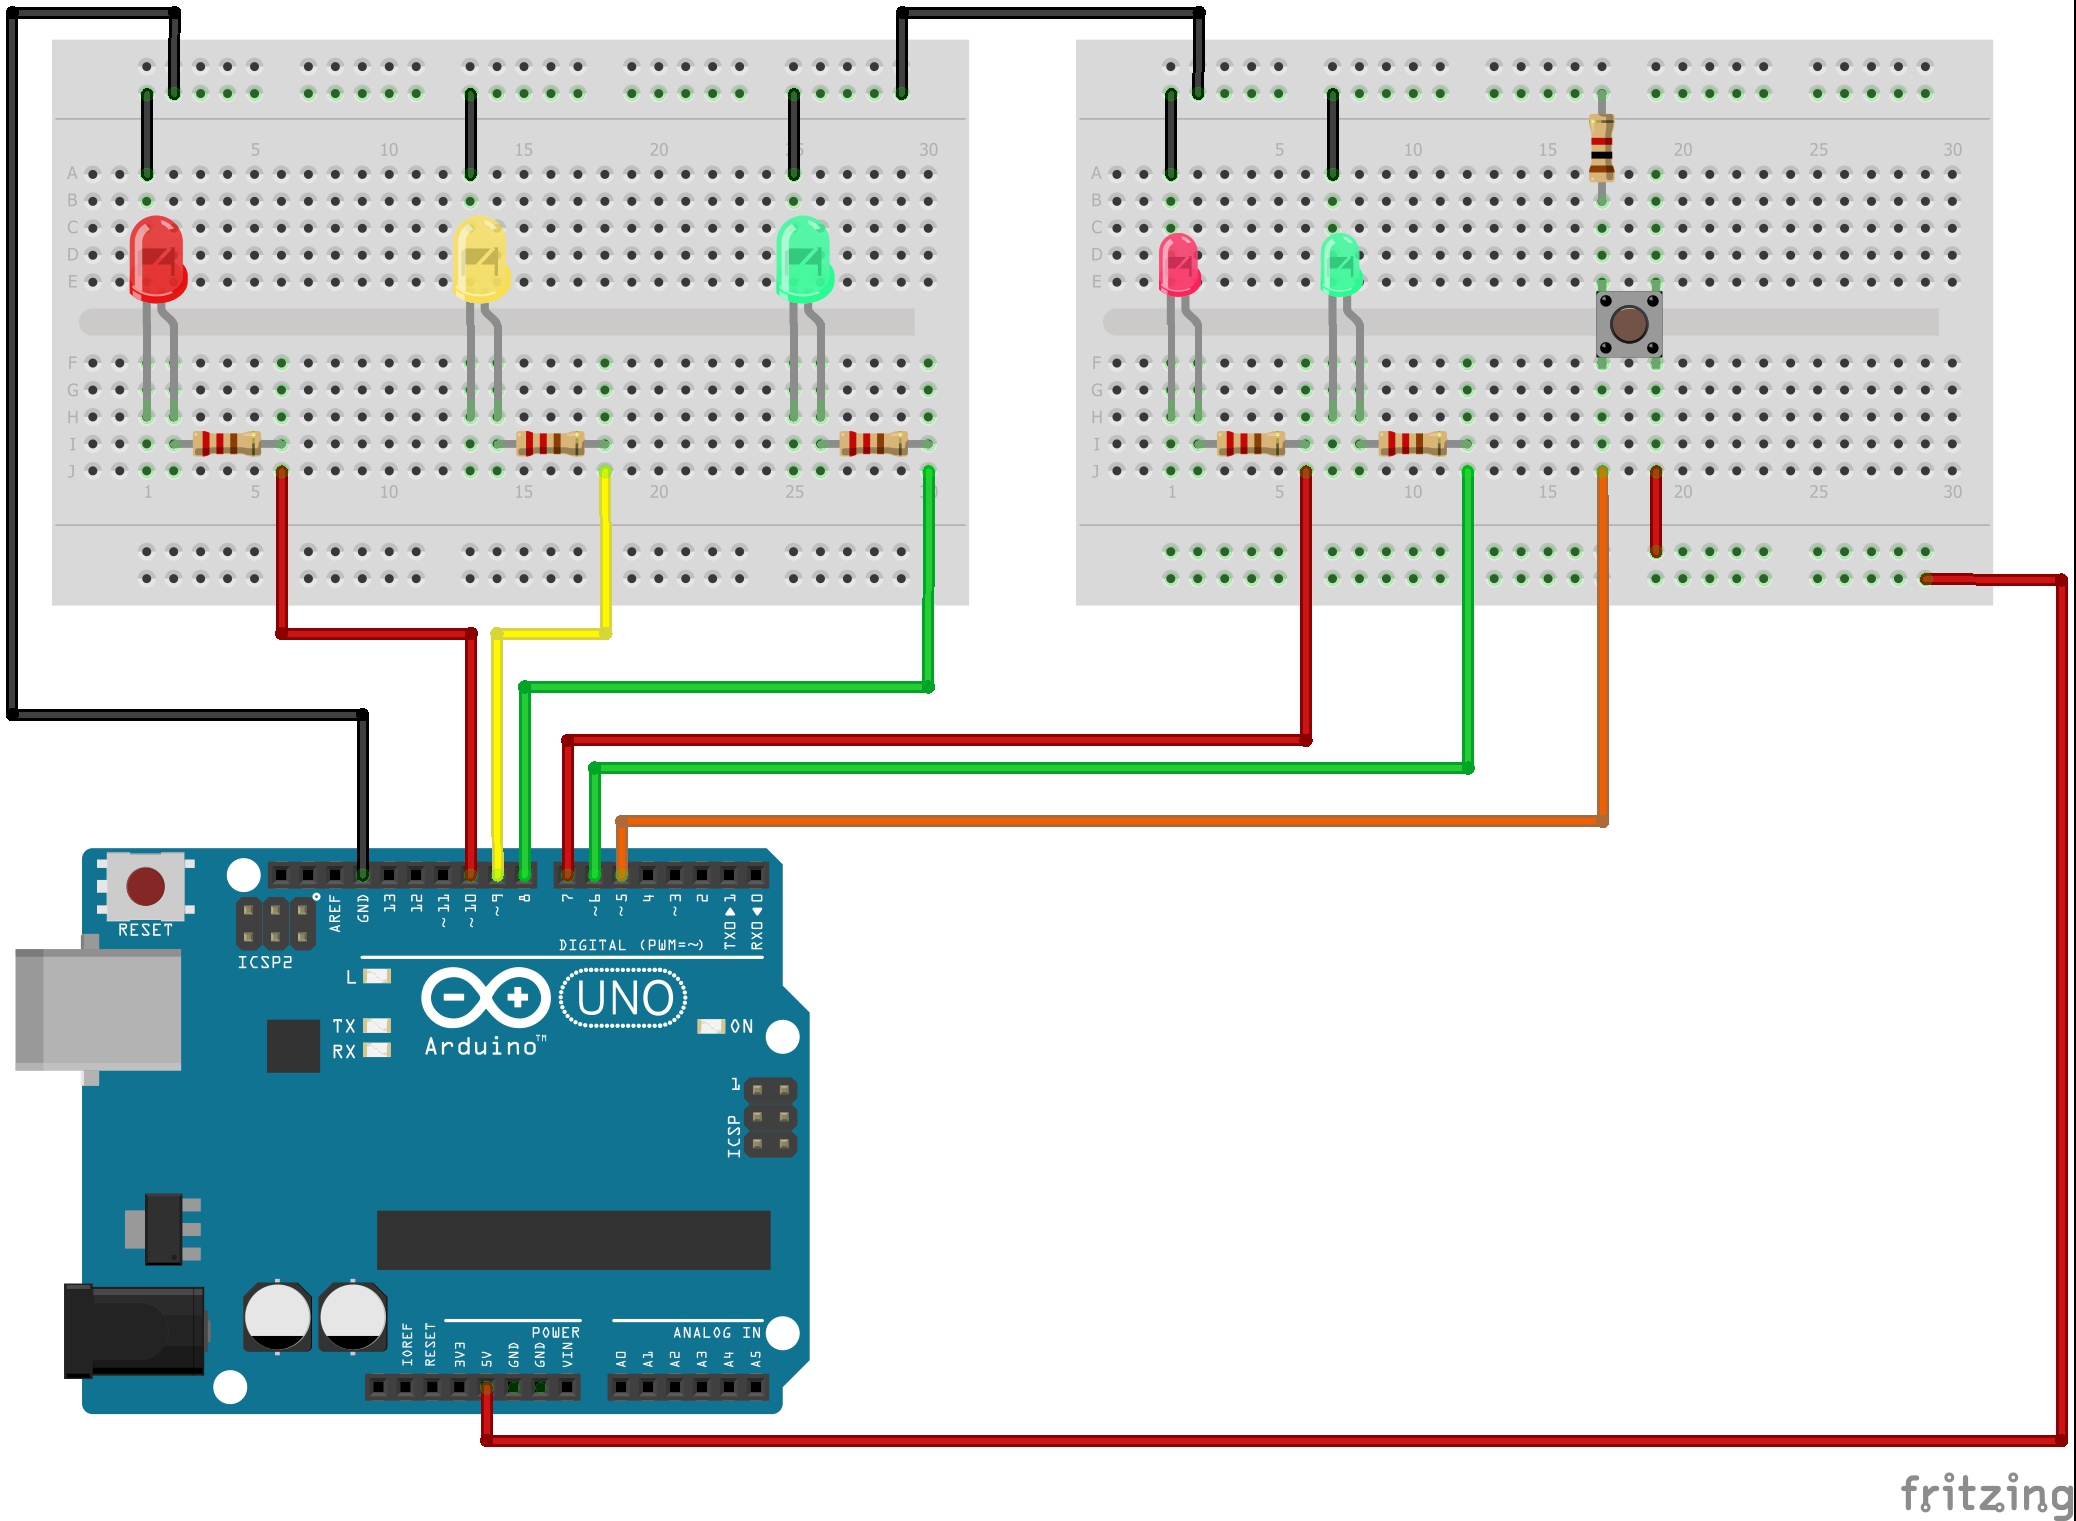 5 10 15 20 25 30
5 10 15 20 25 30
A A
B B
C C
D D
E E
F F
G G
H H
I I
J J
1 5 10 15 20 25 30
1 5 10 15 20 25 30
RESET
ICSP2
AREF
GND
13
12
~11
~10
~9
8
7
~6
~5
4
~3
2
TX0▶1
RX0◀0
DIGITAL (PWM=~)
L
TX
RX
Arduino™
UNO
ON
1
ICSP
POWER
ANALOG IN
IOREF
RESET
3V3
5V
GND
GND
VIN
A0
A1
A2
A3
A4
A5
fritzing